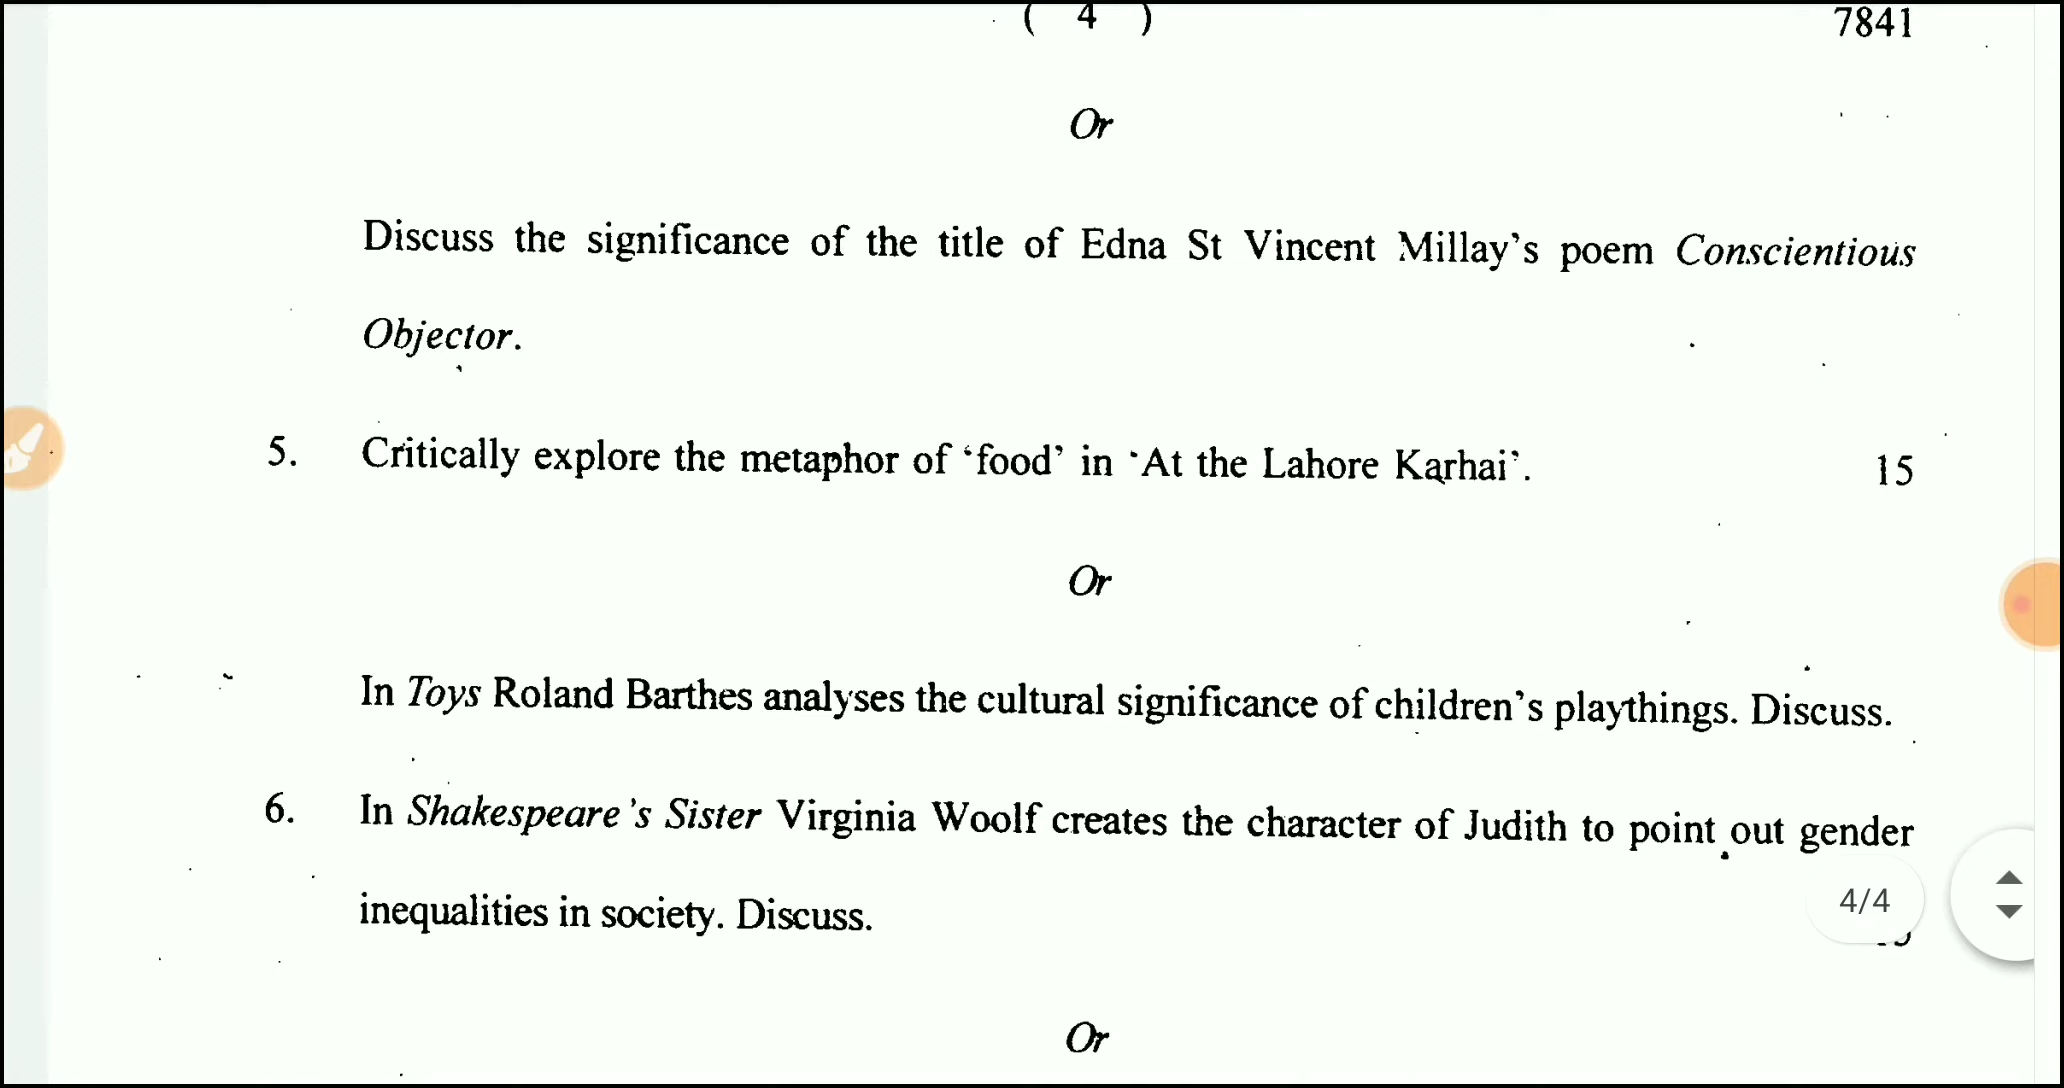 ( 4 ) 7841
Or
Discuss the significance of the title of Edna St Vincent Millay's poem Conscientious
Objector.
5. Critically explore the metaphor of 'food' in 'At the Lahore Karhai'. 15
Or
In Toys Roland Barthes analyses the cultural significance of children's playthings. Discuss.
6. In Shakespeare's Sister Virginia Woolf creates the character of Judith to point out gender
inequalities in society. Discuss.
4/4
Or